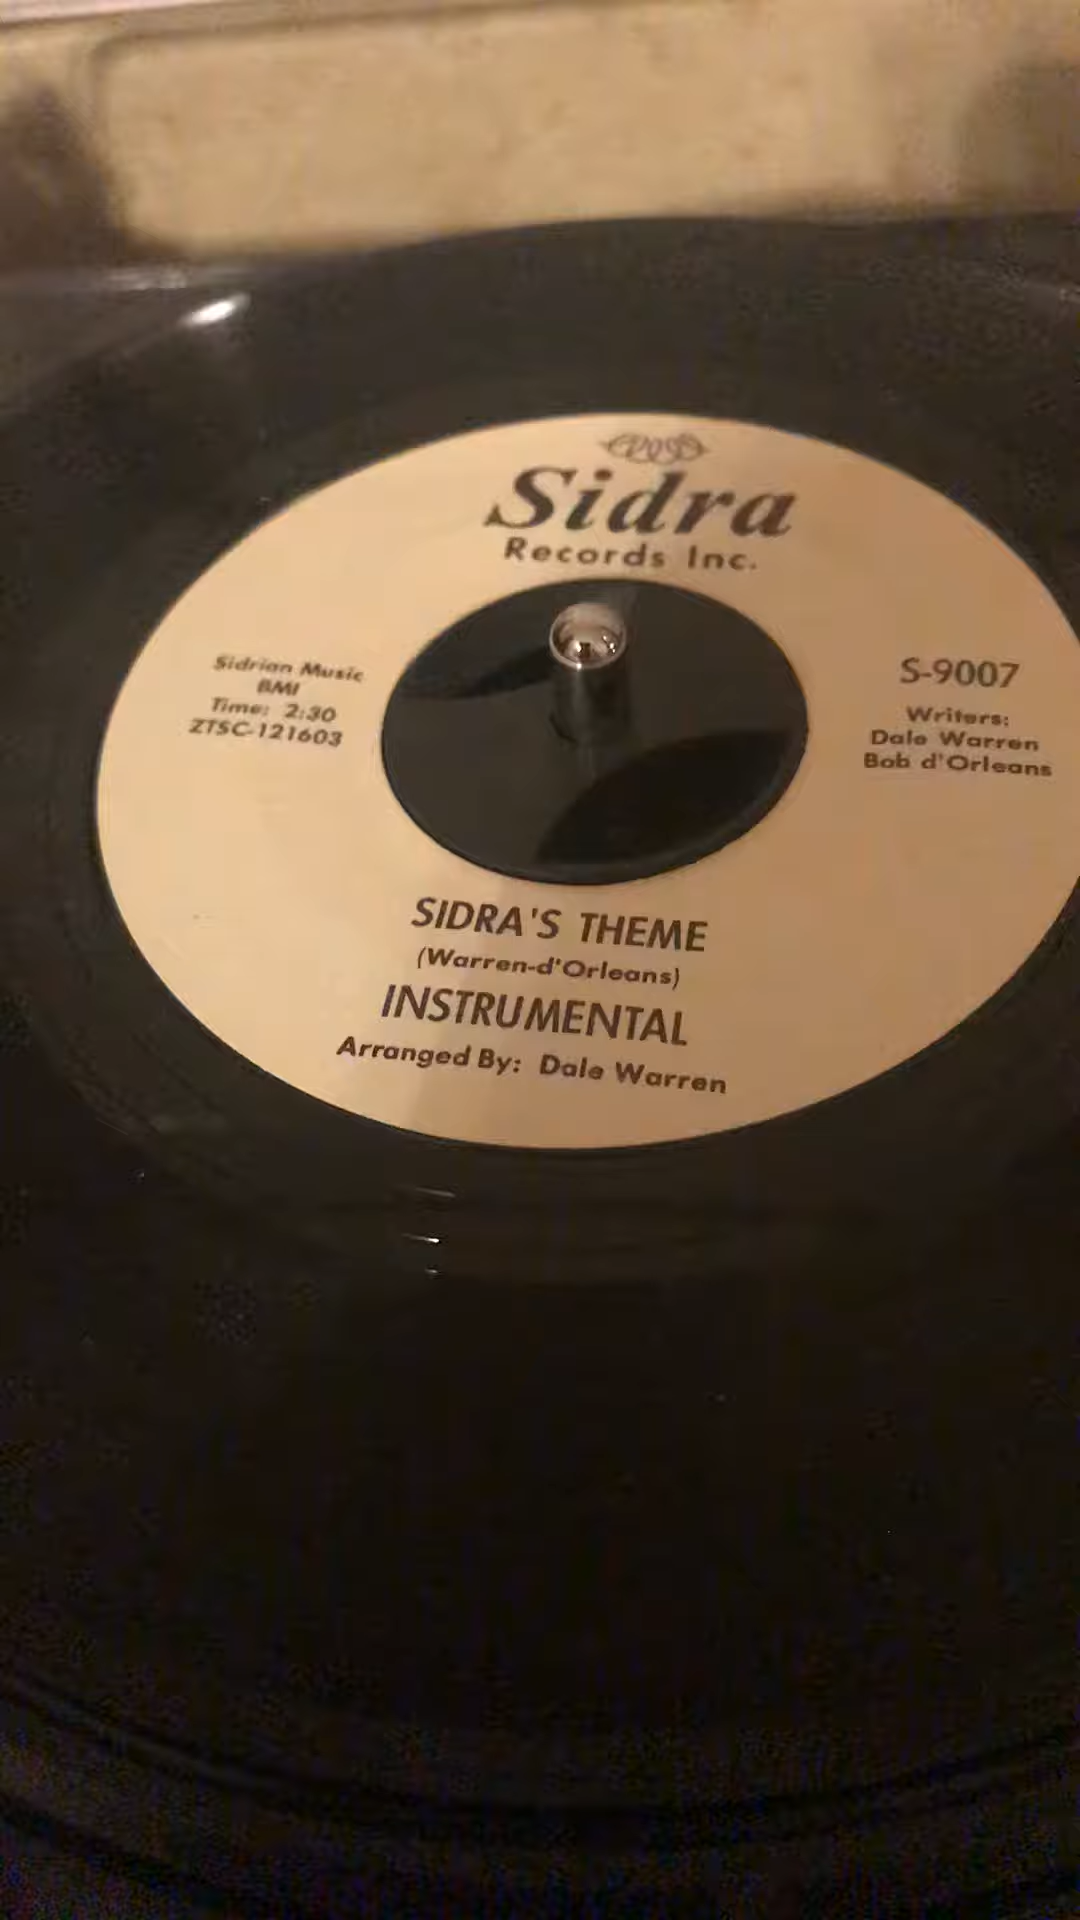 Sidra
Records Inc.
Sidrian Music
BMI
Time: 2:30
ZTSC-121603
S-9007
Writers:
Dale Warren
Bob d'Orleans
SIDRA'S THEME
(Warren-d'Orleans)
INSTRUMENTAL
Arranged By: Dale Warren